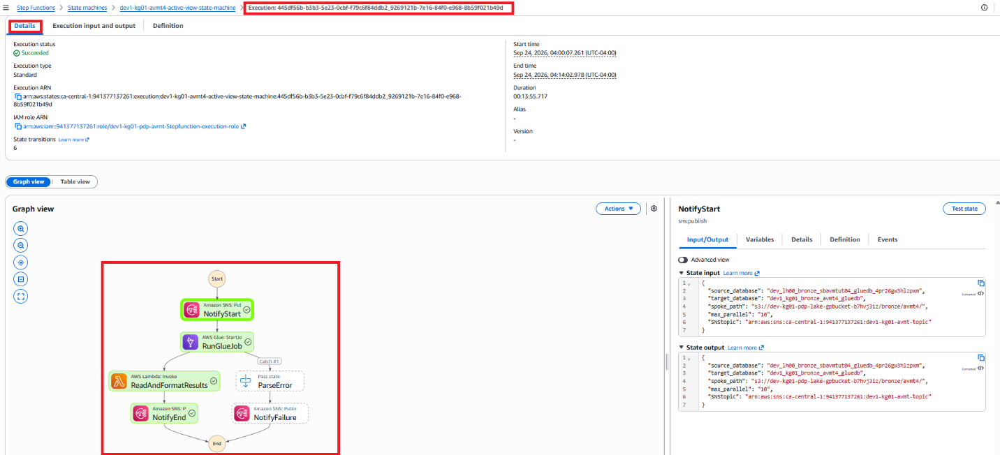 Step Functions > State machines > dev1-kg01-avmt4-active-view-state-machine > Execution: 445df56b-b3b3-5e23-0cbf-f79c6f84ddb2_9269121b-7e16-84f0-e968-8b59f021b49d
Details
Execution input and output
Definition
Execution status
Succeeded
Execution type
Standard
Execution ARN
arn:aws:states:ca-central-1:941377137261:execution:dev1-kg01-avmt4-active-view-state-machine:445df56b-b3b3-5e23-0cbf-f79c6f84ddb2_9269121b-7e16-84f0-e968-
8b59f021b49d
IAM role ARN
arn:aws:iam::941377137261:role/dev1-kg01-pdp-avmt-Stepfunction-execution-role
State transitions Learn more
6
Start time
Sep 24, 2026, 04:00:07.261 (UTC-04:00)
End time
Sep 24, 2026, 04:14:02.978 (UTC-04:00)
Duration
00:13:55.717
Alias
-
Version
-
Graph view
Table view
Graph view
Actions
Start
Amazon SNS: Pul
NotifyStart
AWS Glue: StartJo
RunGlueJob
Catch #1
AWS Lambda: Invoke
ReadAndFormatResults
Pass state
ParseError
Amazon SNS: P
NotifyEnd
Amazon SNS: Public
NotifyFailure
End
NotifyStart
Test state
sns:publish
Input/Output
Variables
Details
Definition
Events
Advanced view
State input Learn more
1 {
2 "source_database": "dev_lh00_bronze_sbavmtut04_gluedb_4pr26gw3hlzpxm",
3 "target_database": "dev1_kg01_bronze_avmt4_gluedb",
4 "spoke_path": "s3://dev-kg01-pdp-lake-gpbucket-b7hvj3iz/bronze/avmt4/",
5 "max_parallel": "10",
6 "SNStopic": "arn:aws:sns:ca-central-1:941377137261:dev1-kg01-avmt-topic"
7 }
Formatted
State output Learn more
1 {
2 "source_database": "dev_lh00_bronze_sbavmtut04_gluedb_4pr26gw3hlzpxm",
3 "target_database": "dev1_kg01_bronze_avmt4_gluedb",
4 "spoke_path": "s3://dev-kg01-pdp-lake-gpbucket-b7hvj3iz/bronze/avmt4/",
5 "max_parallel": "10",
6 "SNStopic": "arn:aws:sns:ca-central-1:941377137261:dev1-kg01-avmt-topic"
7 }
Formatted